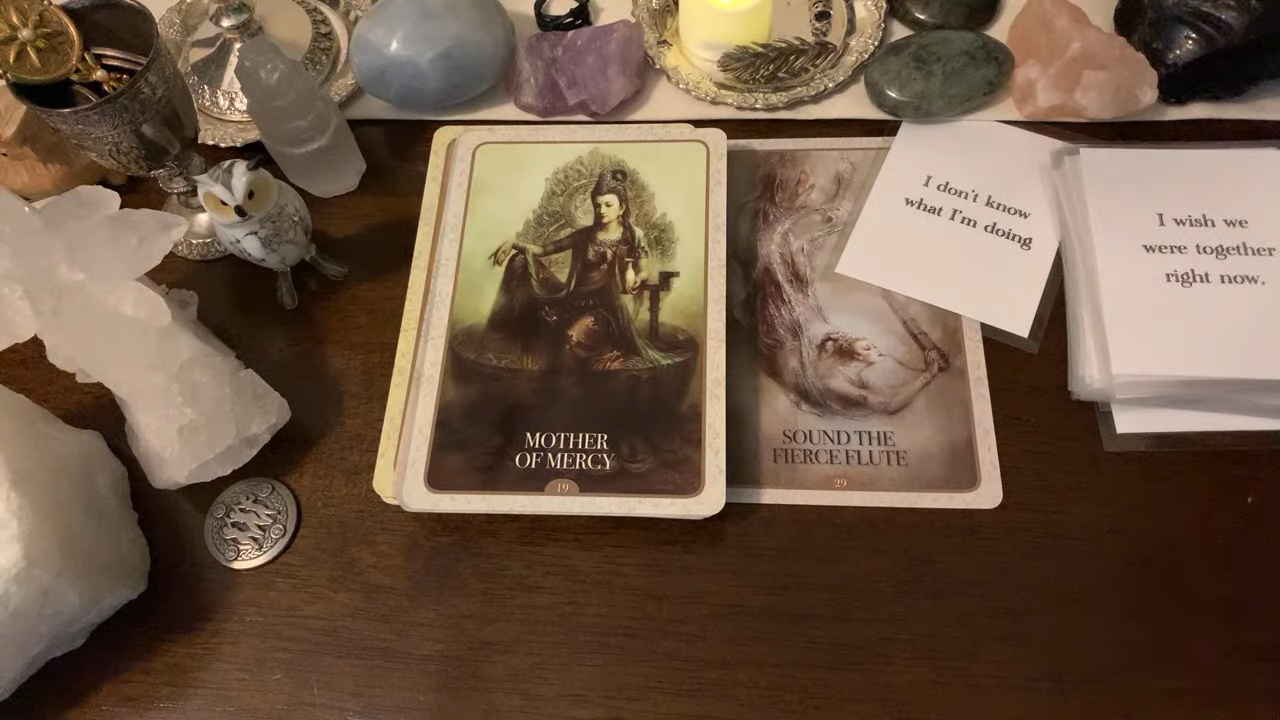 MOTHER
OF MERCY
19
SOUND THE
FIERCE FLUTE
29
I don't know
what I'm doing
I wish we
were together
right now.